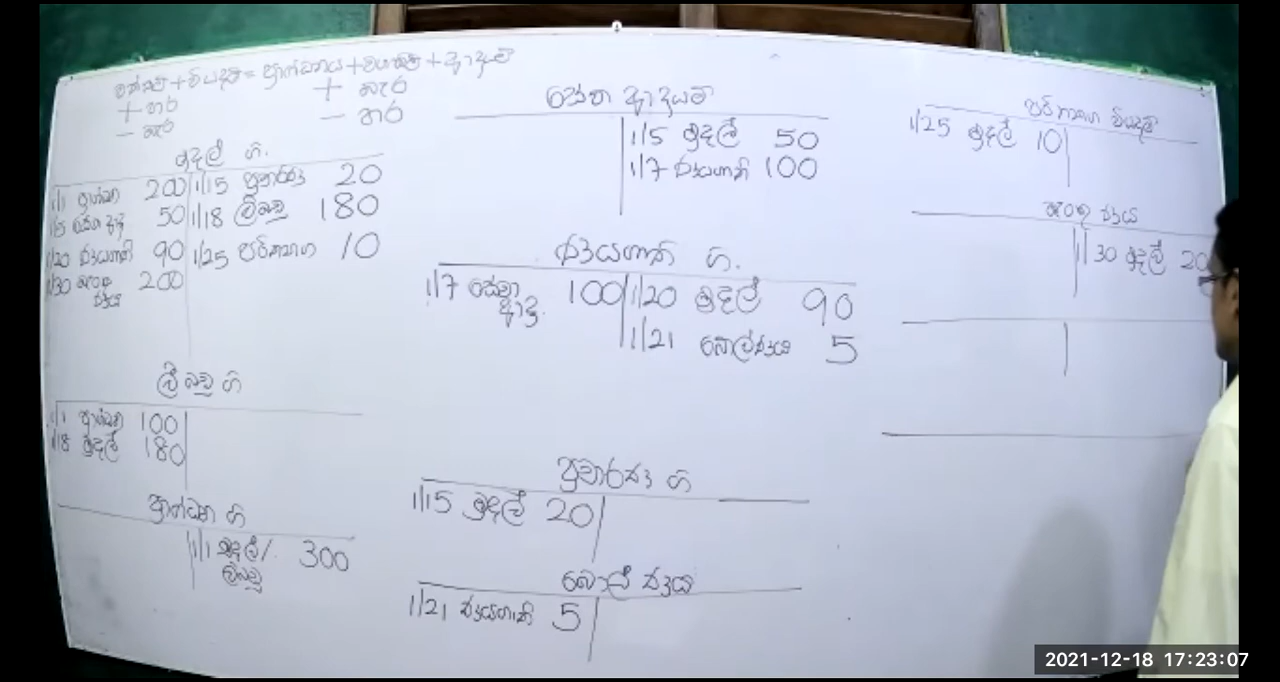 වත්කම් + වියදම් = ප්‍රාග්ධනය + වගකීම් + ආදායම්
+ හර
+ බැර
- බැර
- හර
මුදල් ගි.
1/1 ප්‍රාග්ධන 200
1/15 ප්‍රචාරණ 20
1/5 සේවා ආදා 50
1/18 ලී බඩු 180
1/20 ණයගැති 90
1/25 පරිත්‍යාග 10
1/30 බැංකු ණය 200
ලී බඩු ගි
1/1 ප්‍රාග්ධන 100
1/18 මුදල් 180
ප්‍රාග්ධන ගි
1/1 මුදල්/ ලීබඩු 300
සේවා ආදායම්
1/5 මුදල් 50
1/7 ණයගැති 100
ණයගැති ගි.
1/7 සේවා ආදා. 100
1/20 මුදල් 90
1/21 බොල්ණය 5
ප්‍රචාරණ ගි
1/15 මුදල් 20
බොල් ණය
1/21 ණයගැති 5
පරිත්‍යාග වියදම්
1/25 මුදල් 10
බැංකු ණය
1/30 මුදල් 20
2021-12-18 17:23:07